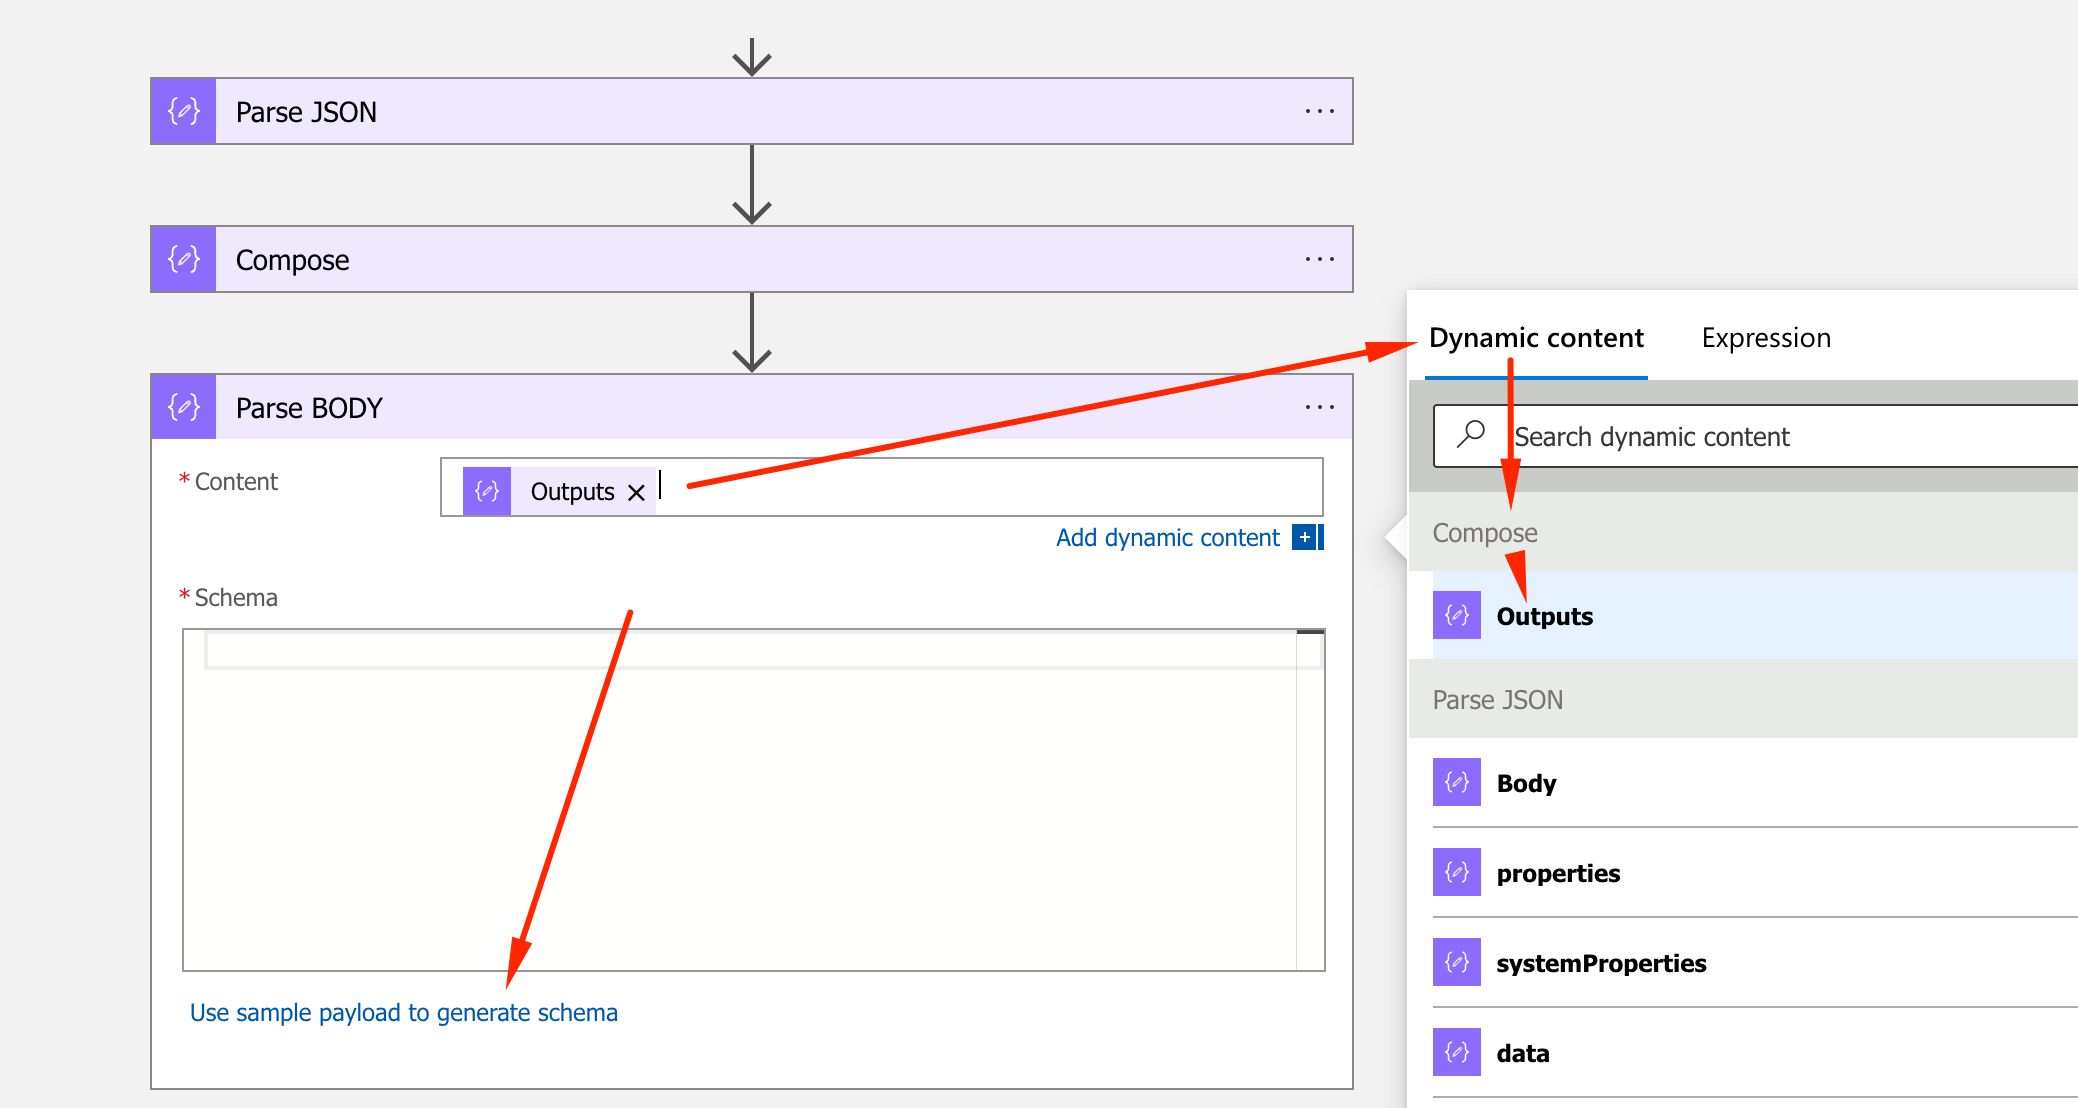 Parse JSON
Compose
Parse BODY
* Content
Outputs
Add dynamic content
* Schema
Use sample payload to generate schema
Dynamic content Expression
Search dynamic content
Compose
Outputs
Parse JSON
Body
properties
systemProperties
data